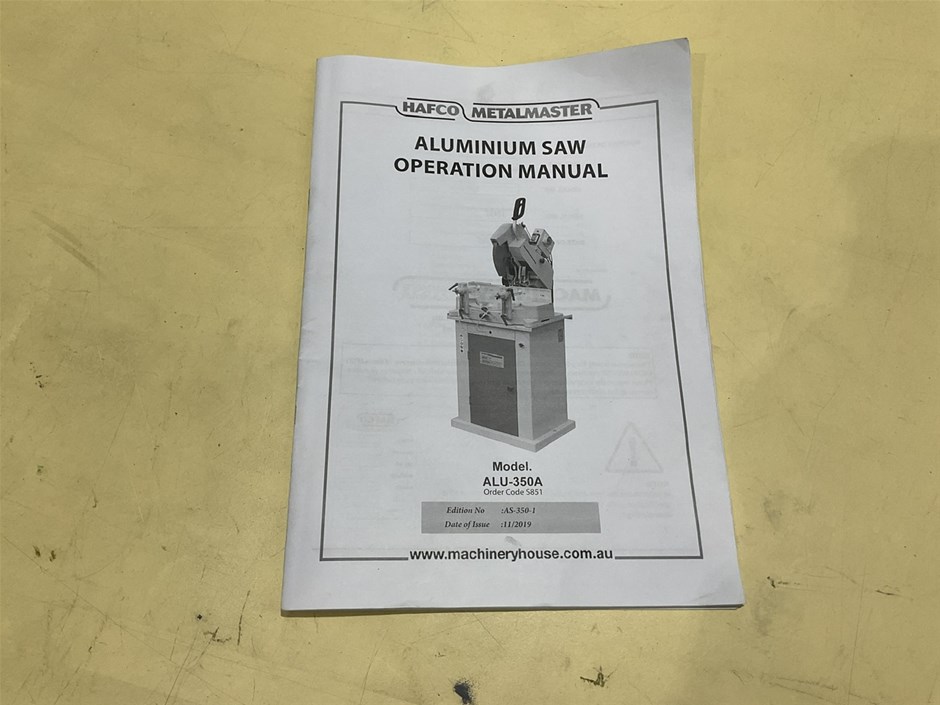 HAFCO METALMASTER
ALUMINIUM SAW
OPERATION MANUAL
Model.
ALU-350A
Order Code S851
Edition No :AS-350-1
Date of Issue :11/2019
www.machineryhouse.com.au